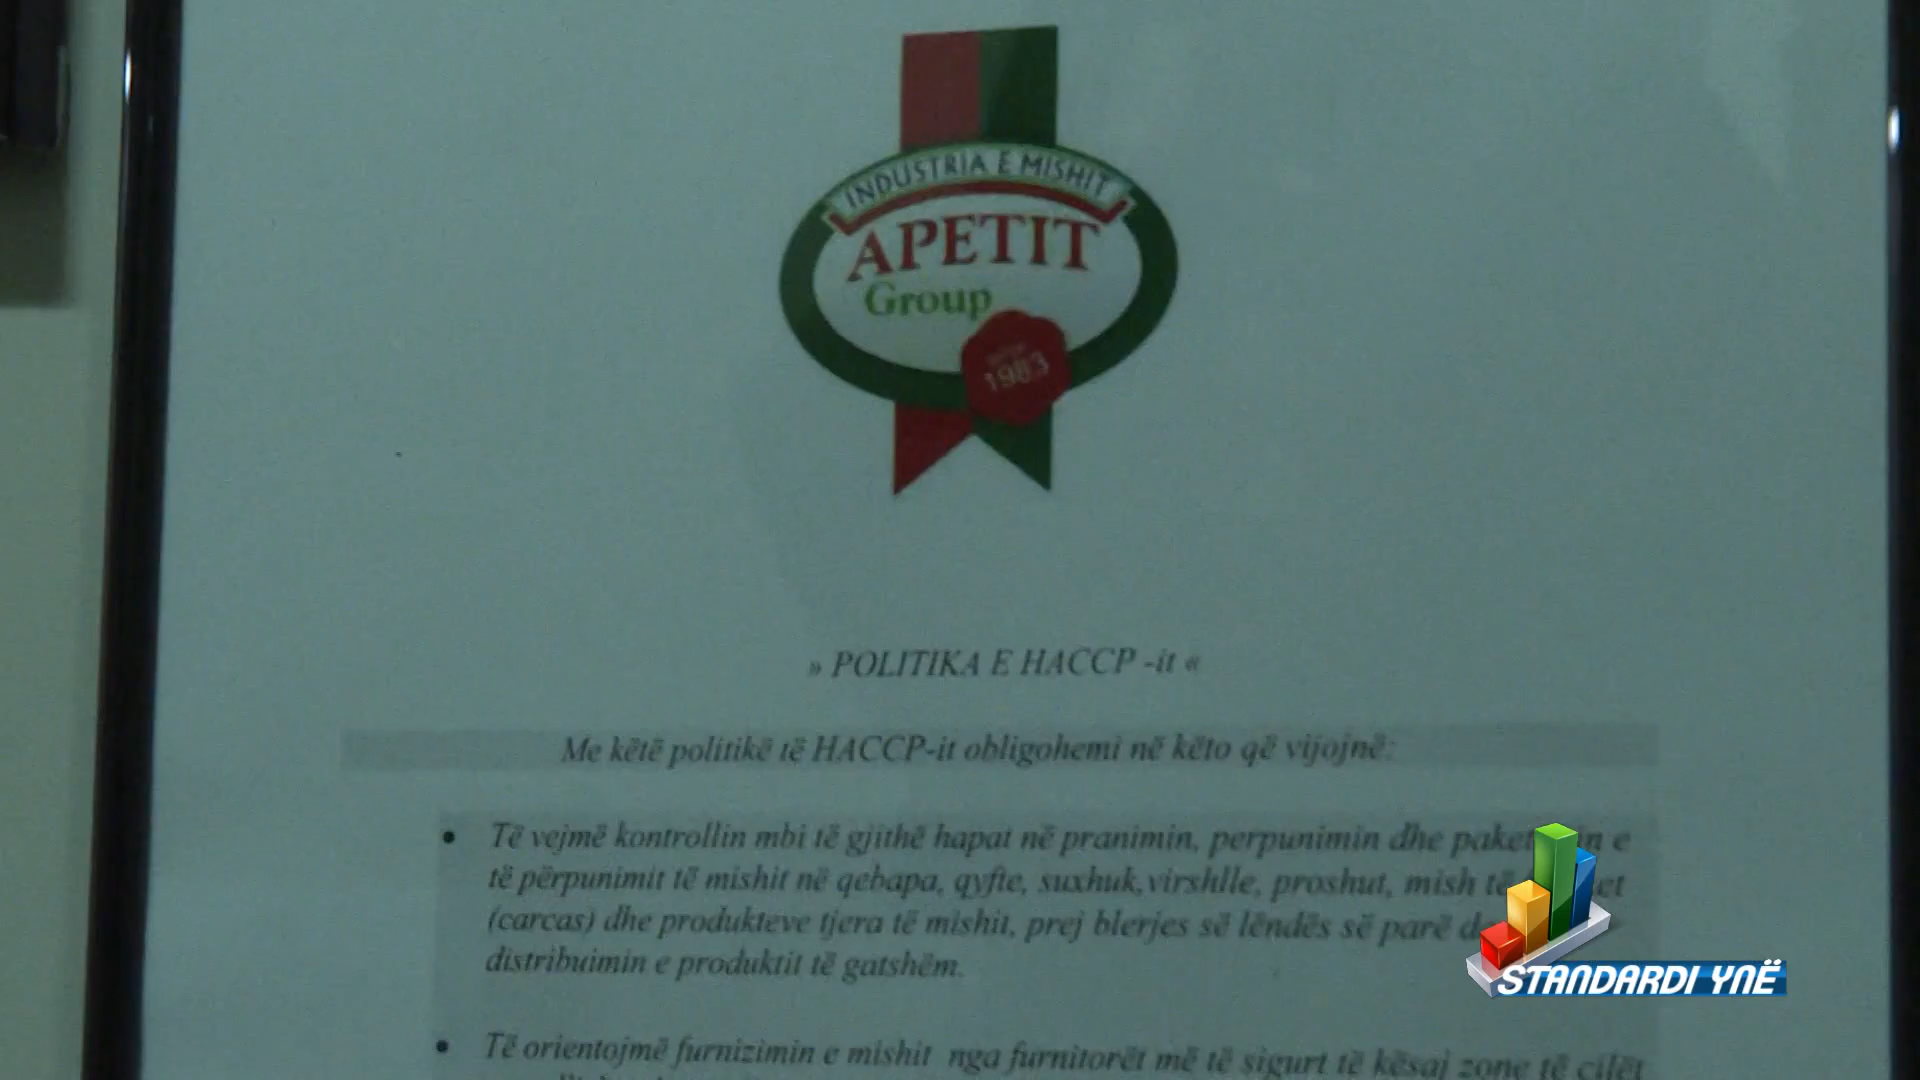 INDUSTRIA E MISHIT
APETIT
Group
1983
» POLITIKA E HACCP -it «
Me këtë politikë të HACCP-it obligohemi në këto që vijojnë:
• Të vejmë kontrollin mbi të gjithë hapat në pranimin, perpunimin dhe e
të përpunimit të mishit në qebapa, qyfte, suxhuk,virshlle, proshut, mish
(carcas) dhe produkteve tjera të mishit, prej blerjes së lëndës së parë
distribuimin e produktit të gatshëm.
• Të orientojmë furnizimin e mishit nga furnitorët më të sigurt të kësaj zone të cilët
STANDARDI YNË